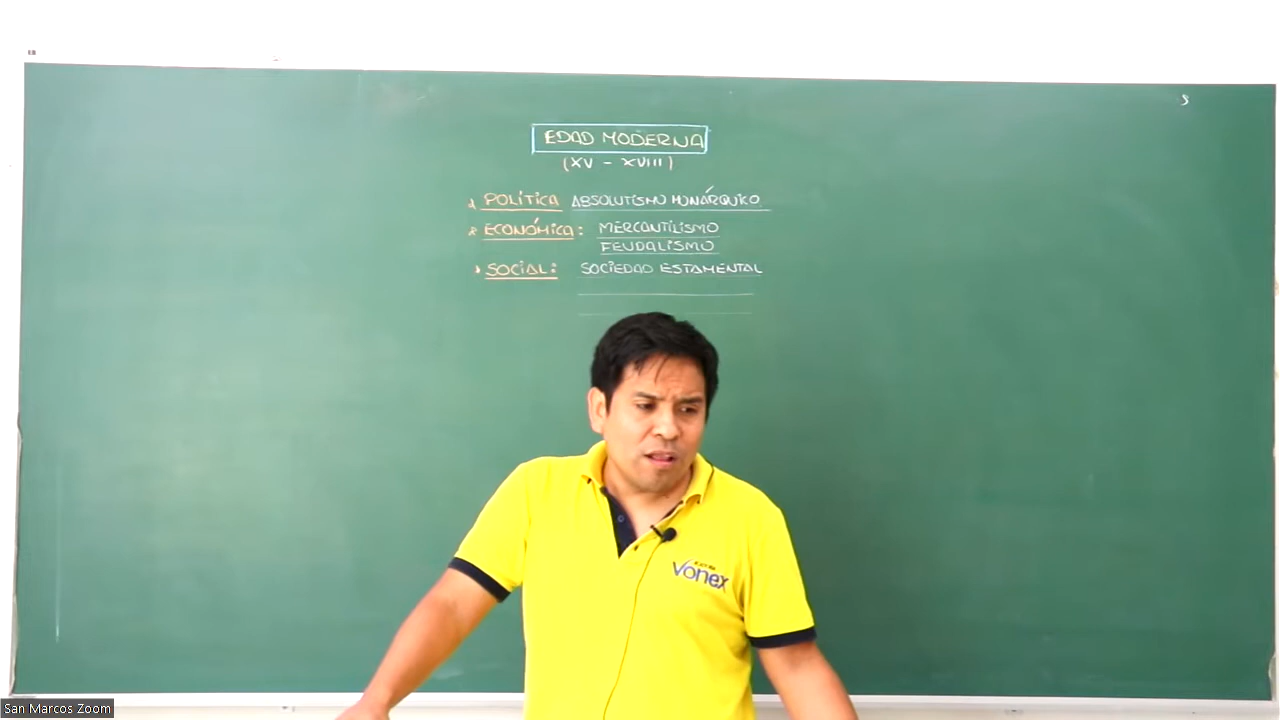 EDAD MODERNA
(XV - XVIII)
POLÍTICA ABSOLUTISMO MONÁRQUICO
ECONÓMICA: MERCANTILISMO
FEUDALISMO
SOCIAL: SOCIEDAD ESTAMENTAL
Vonex
San Marcos Zoom